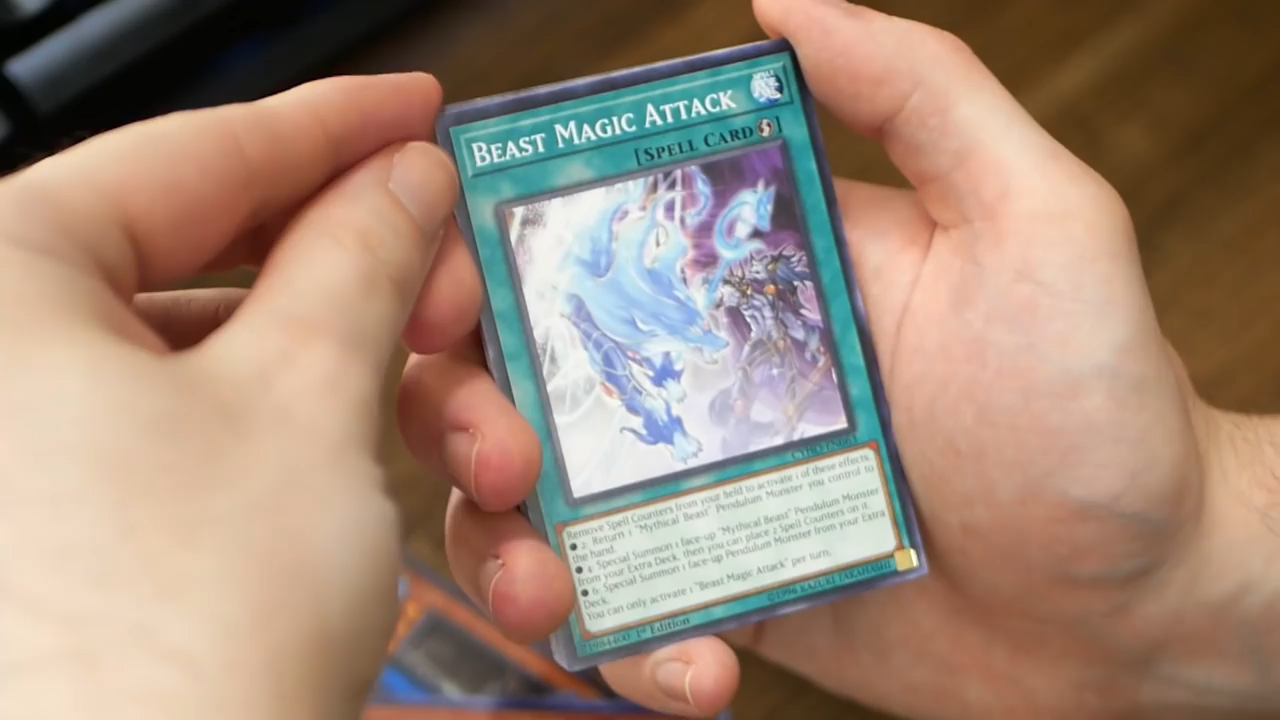 BEAST MAGIC ATTACK
[SPELL CARD ]
CYHO-EN063
Remove Spell Counters from your field to activate 1 of these effects.
● 2: Return 1 "Mythical Beast" Pendulum Monster you control to
the hand.
● 4: Special Summon 1 face-up "Mythical Beast" Pendulum Monster
from your Extra Deck, then you can place 2 Spell Counters on it.
● 6: Special Summon 1 face-up Pendulum Monster from your Extra
Deck.
You can only activate 1 "Beast Magic Attack" per turn.
1st Edition
©1996 KAZUKI TAKAHASHI